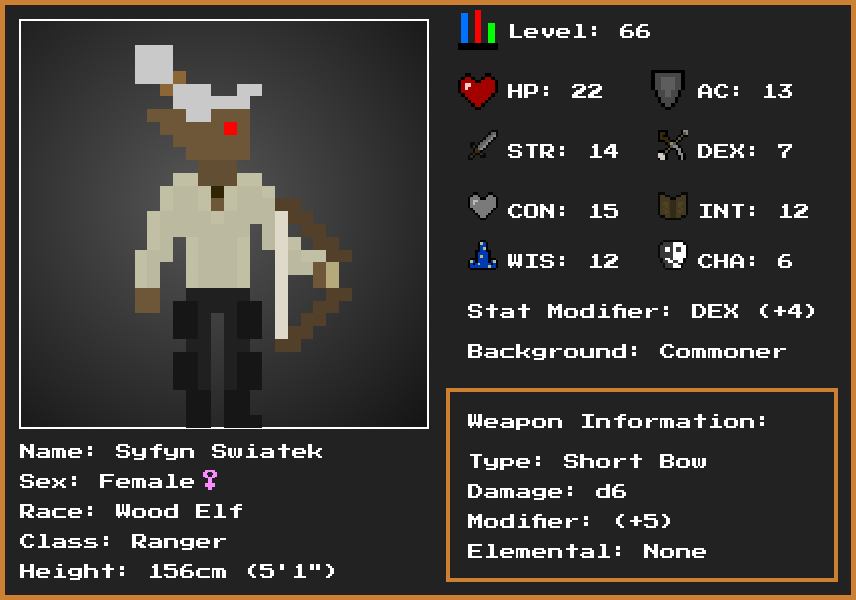 Level: 66
HP: 22
AC: 13
STR: 14
DEX: 7
CON: 15
INT: 12
WIS: 12
CHA: 6
Stat Modifier: DEX (+4)
Background: Commoner
Weapon Information:
Type: Short Bow
Damage: d6
Modifier: (+5)
Elemental: None
Name: Syfyn Swiatek
Sex: Female♀
Race: Wood Elf
Class: Ranger
Height: 156cm (5'1")